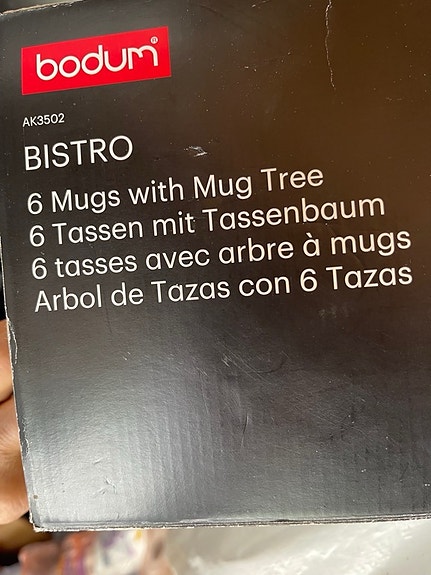 bodum®
AK3502
BISTRO
6 Mugs with Mug Tree
6 Tassen mit Tassenbaum
6 tasses avec arbre à mugs
Arbol de Tazas con 6 Tazas